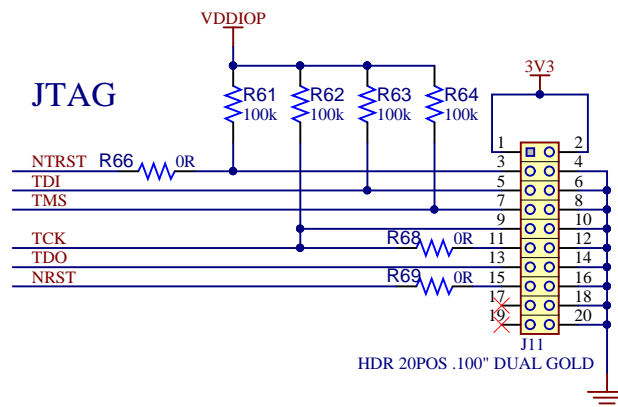 VDDIOP
JTAG
R61 R62 R63 R64
100k 100k 100k 100k
3V3
1 2
NTRST R66 0R 3 4
TDI 5 6
TMS 7 8
9 10
TCK R68 0R 11 12
TDO 13 14
NRST R69 0R 15 16
17 18
19 20
J11
HDR 20POS .100" DUAL GOLD